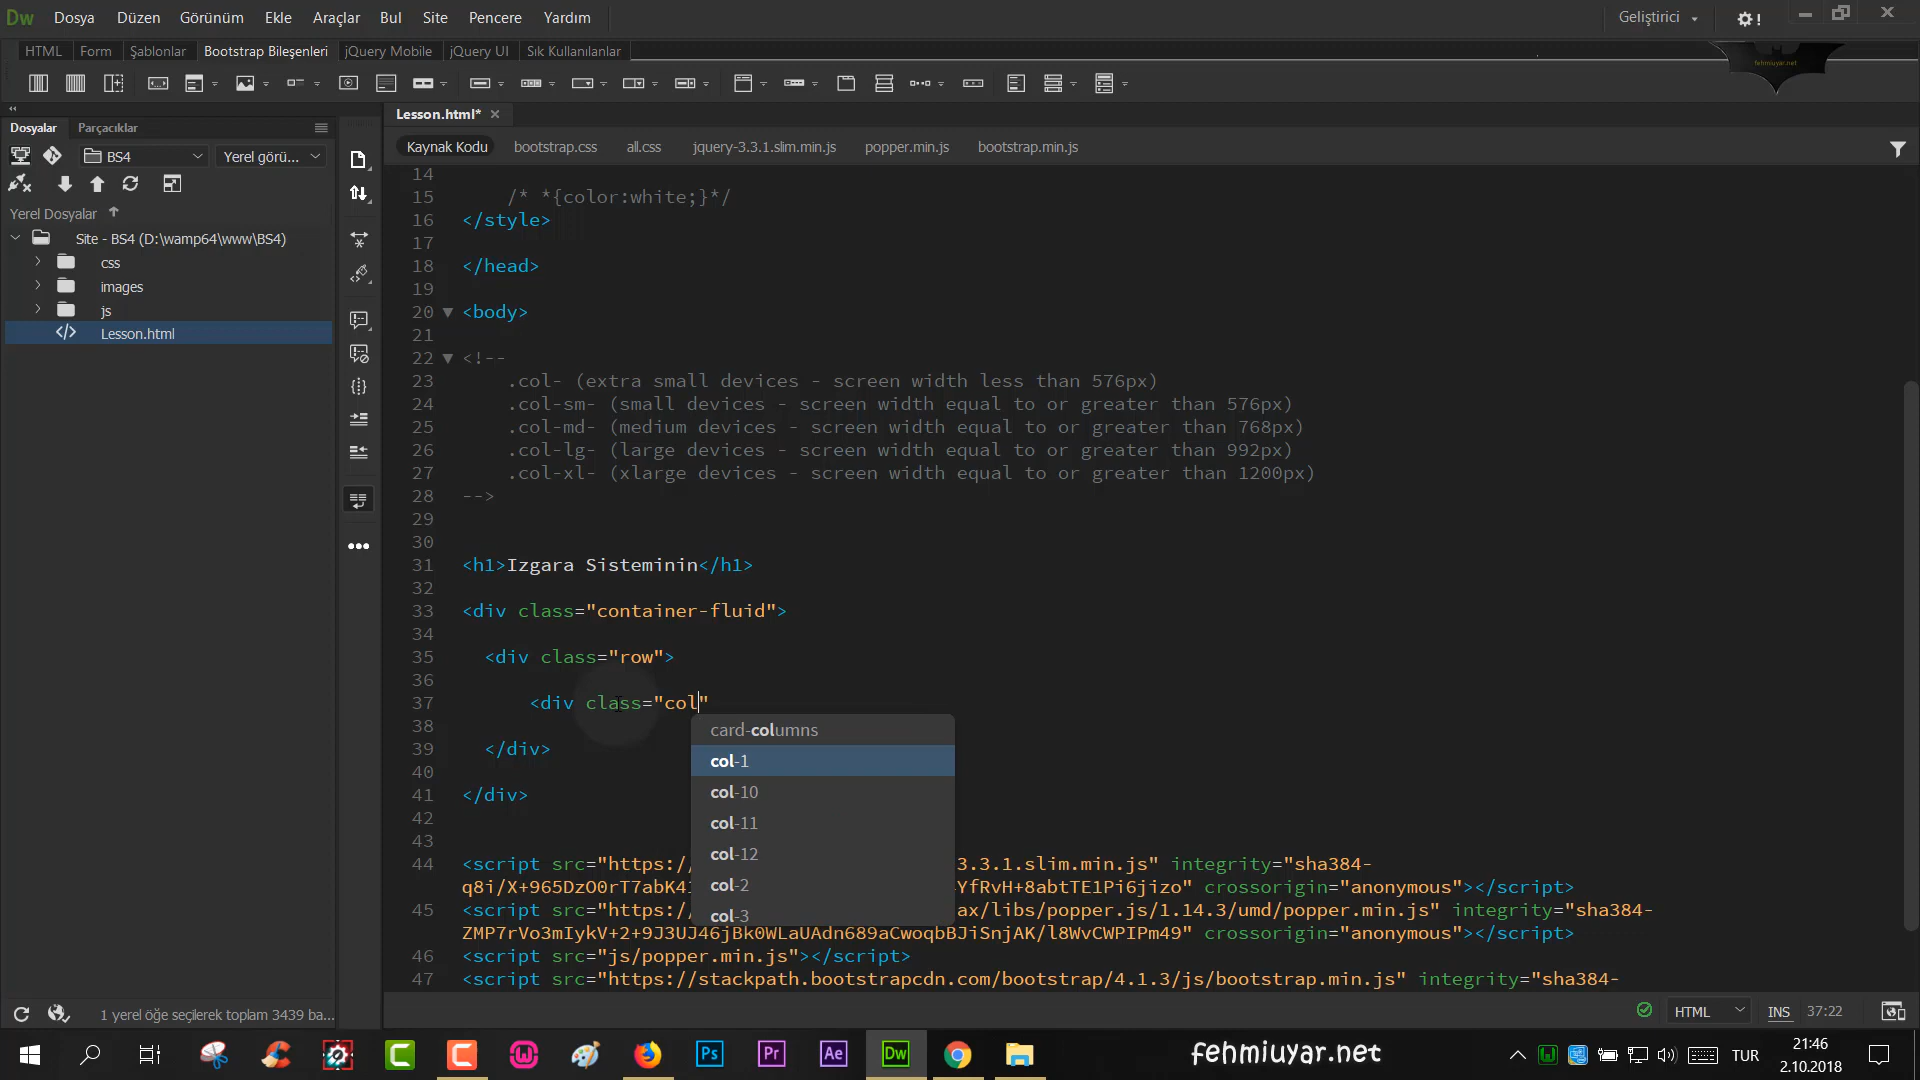 Dw Dosya Düzen Görünüm Ekle Araçlar Bul Site Pencere Yardım Geliştirici !
HTML Form Şablonlar Bootstrap Bileşenleri jQuery Mobile jQuery UI Sık Kullanılanlar
fehmiuyar.net
Dosyalar Parçacıklar
BS4 Yerel görü...
Yerel Dosyalar
Site - BS4 (D:\wamp64\www\BS4)
css
images
js
Lesson.html
1 yerel öğe seçilerek toplam 3439 ba...
Lesson.html*
Kaynak Kodu bootstrap.css all.css jquery-3.3.1.slim.min.js popper.min.js bootstrap.min.js
14
15 /* *{color:white;}*/
16 </style>
17
18 </head>
19
20 <body>
21
22 <!--
23 .col- (extra small devices - screen width less than 576px)
24 .col-sm- (small devices - screen width equal to or greater than 576px)
25 .col-md- (medium devices - screen width equal to or greater than 768px)
26 .col-lg- (large devices - screen width equal to or greater than 992px)
27 .col-xl- (xlarge devices - screen width equal to or greater than 1200px)
28 -->
29
30
31 <h1>Izgara Sisteminin</h1>
32
33 <div class="container-fluid">
34
35 <div class="row">
36
37 <div class="col"
38
39 </div>
40
41 </div>
42
43
card-columns
col-1
col-10
col-11
col-12
col-2
col-3
44 <script src="https:/ 3.3.1.slim.min.js" integrity="sha384-
q8i/X+965DzO0rT7abK4 YfRvH+8abtTE1Pi6jizo" crossorigin="anonymous"></script>
45 <script src="https:/ ax/libs/popper.js/1.14.3/umd/popper.min.js" integrity="sha384-
ZMP7rVo3mIykV+2+9J3UJ46jBk0WLaUAdn689aCwoqbBJiSnjAK/l8WvCWPIPm49" crossorigin="anonymous"></script>
46 <script src="js/popper.min.js"></script>
47 <script src="https://stackpath.bootstrapcdn.com/bootstrap/4.1.3/js/bootstrap.min.js" integrity="sha384-
HTML INS 37:22
Ps Pr Ae Dw
fehmiuyar.net
TUR
21:46
2.10.2018